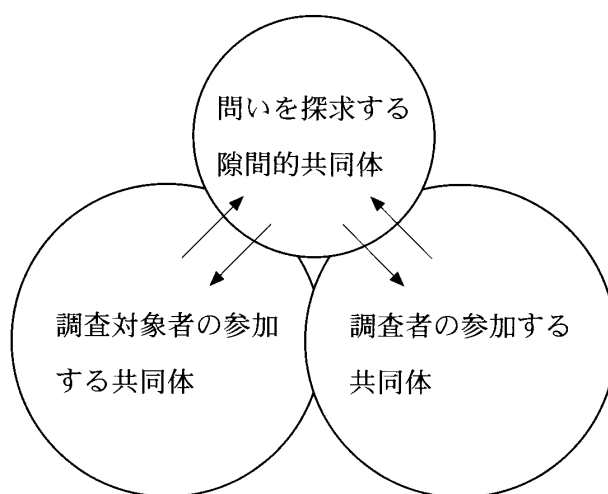 問いを探求する
隙間的共同体
調査対象者の参加
する共同体
調査者の参加する
共同体